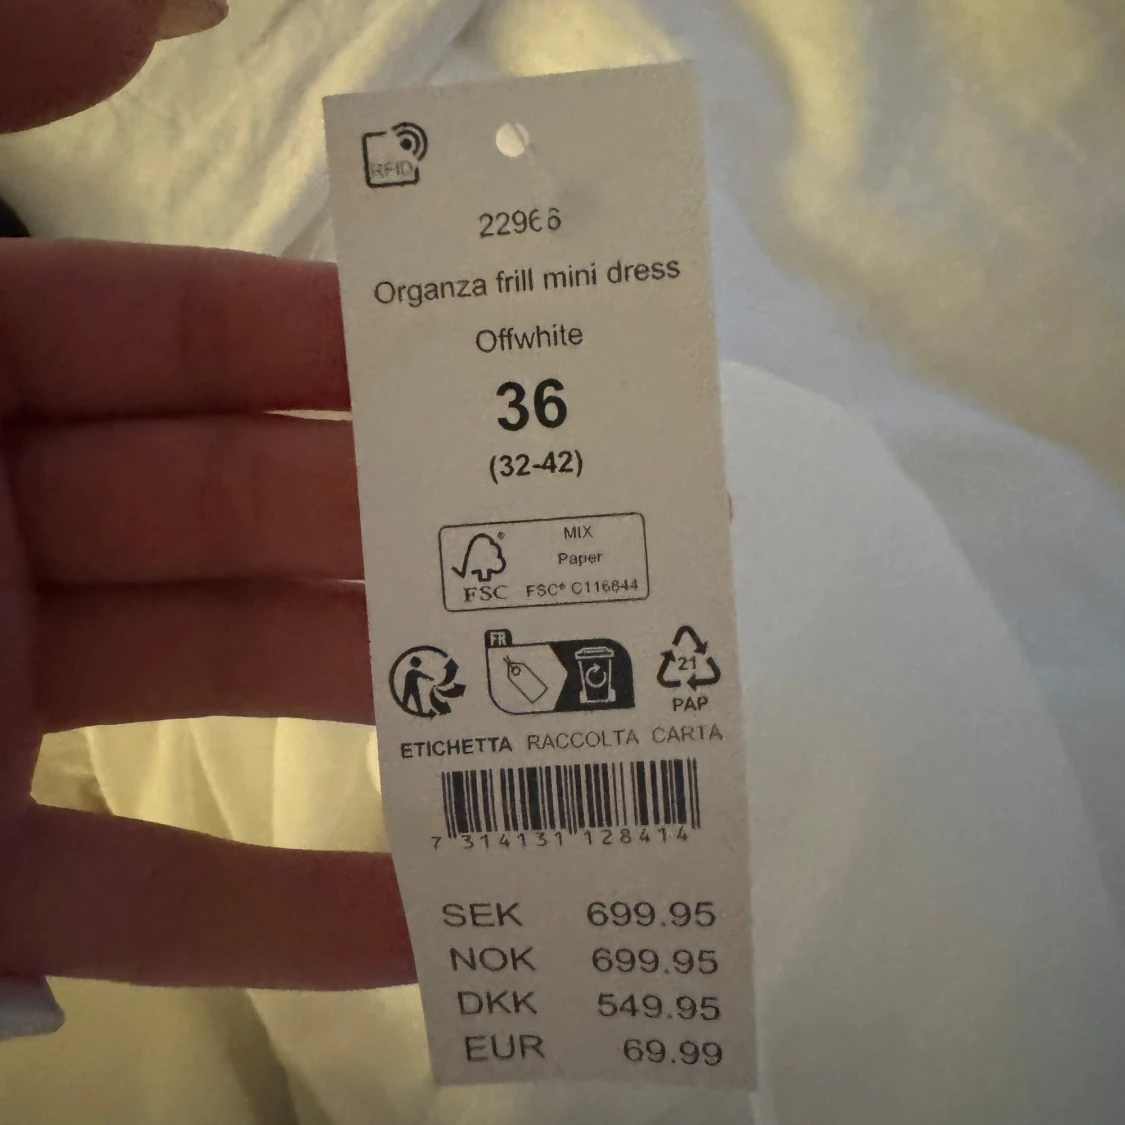 RFID
22966
Organza frill mini dress
Offwhite
36
(32-42)
MIX
Paper
FSC® C116844
FSC
FR
21
PAP
ETICHETTA RACCOLTA CARTA
7 314131 128414
SEK 699.95
NOK 699.95
DKK 549.95
EUR 69.99